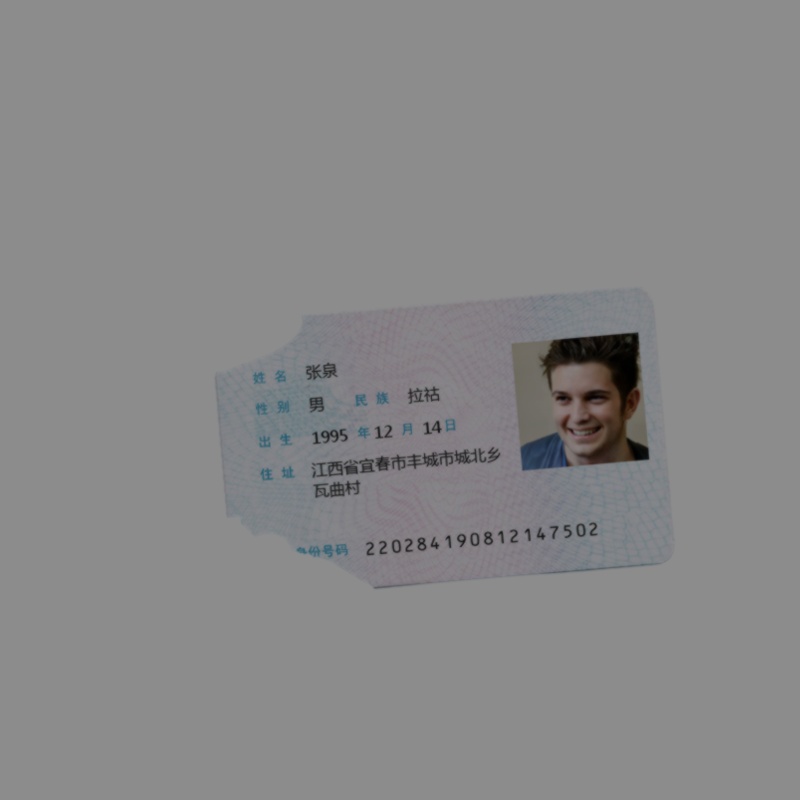 姓名 张泉
性别 男 民族 拉祜
出生 1995 年 12 月 14 日
住址 江西省宜春市丰城市城北乡
瓦曲村
身份号码 220284190812147502